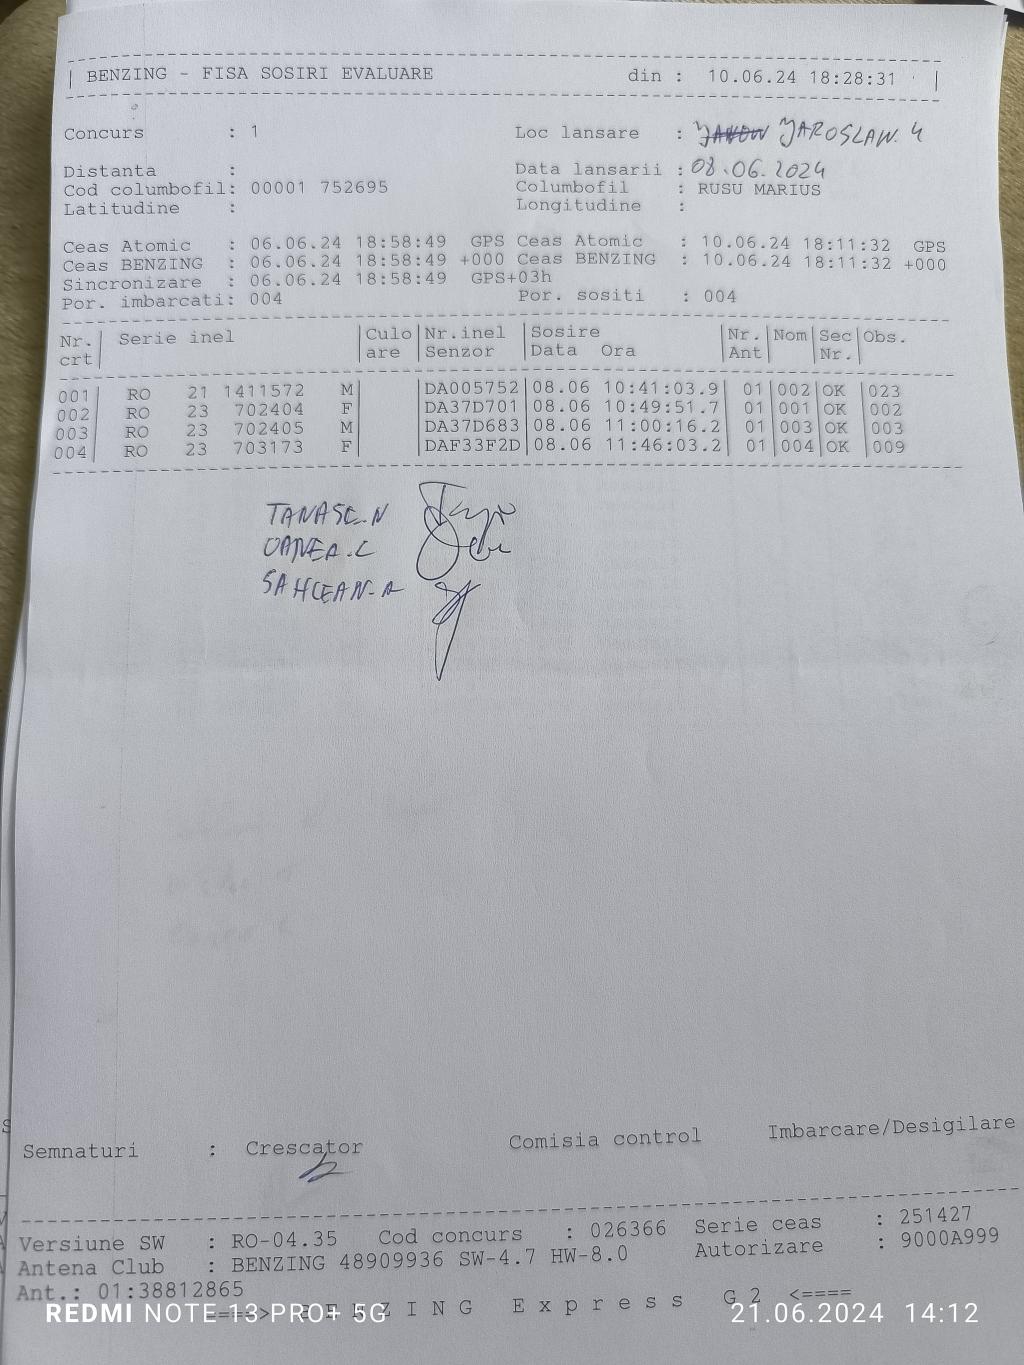 | BENZING - FISA SOSIRI EVALUARE din : 10.06.24 18:28:31 |
Concurs : 1 Loc lansare : JAROSLAW. 4
Distanta : Data lansarii : 08.06.2024
Cod columbofil: 00001 752695 Columbofil : RUSU MARIUS
Latitudine : Longitudine :
Ceas Atomic : 06.06.24 18:58:49 GPS Ceas Atomic : 10.06.24 18:11:32 GPS
Ceas BENZING : 06.06.24 18:58:49 +000 Ceas BENZING : 10.06.24 18:11:32 +000
Sincronizare : 06.06.24 18:58:49 GPS+03h
Por. imbarcati: 004 Por. sositi : 004
Nr. | Serie inel |Culo|Nr.inel |Sosire |Nr.|Nom|Sec|Obs.
crt| |are |Senzor |Data Ora |Ant| |Nr.|
001| RO 21 1411572 M| |DA005752|08.06 10:41:03.9| 01|002|OK |023
002| RO 23 702404 F| |DA37D701|08.06 10:49:51.7| 01|001|OK |002
003| RO 23 702405 M| |DA37D683|08.06 11:00:16.2| 01|003|OK |003
004| RO 23 703173 F| |DAF33F2D|08.06 11:46:03.2| 01|004|OK |009
TANASE.N
OANEA.C
SAHLEAN.A
Semnaturi : Crescator Comisia control Imbarcare/Desigilare
Versiune SW : RO-04.35 Cod concurs : 026366 Serie ceas : 251427
Antena Club : BENZING 48909936 SW-4.7 HW-8.0 Autorizare : 9000A999
Ant.: 01:38812865
====> B E N Z I N G E x p r e s s G 2 <====
REDMI NOTE 13 PRO+ 5G 21.06.2024 14:12